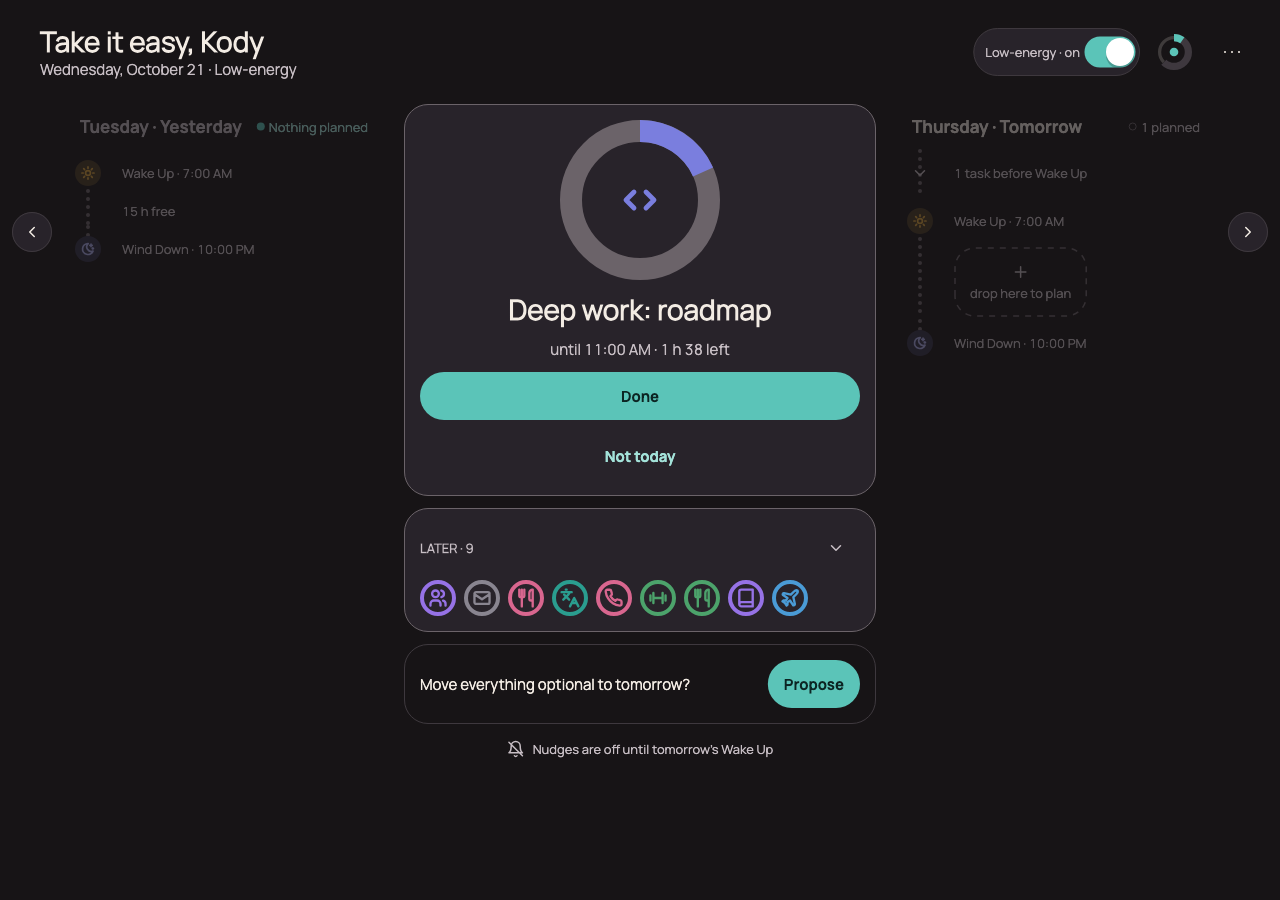 Take it easy, Kody
Wednesday, October 21 · Low-energy
Low-energy · on
Tuesday · Yesterday
Nothing planned
Wake Up · 7:00 AM
15 h free
Wind Down · 10:00 PM
Deep work: roadmap
until 11:00 AM · 1 h 38 left
Done
Not today
LATER · 9
Move everything optional to tomorrow?
Propose
Nudges are off until tomorrow's Wake Up
Thursday · Tomorrow
1 planned
1 task before Wake Up
Wake Up · 7:00 AM
drop here to plan
Wind Down · 10:00 PM